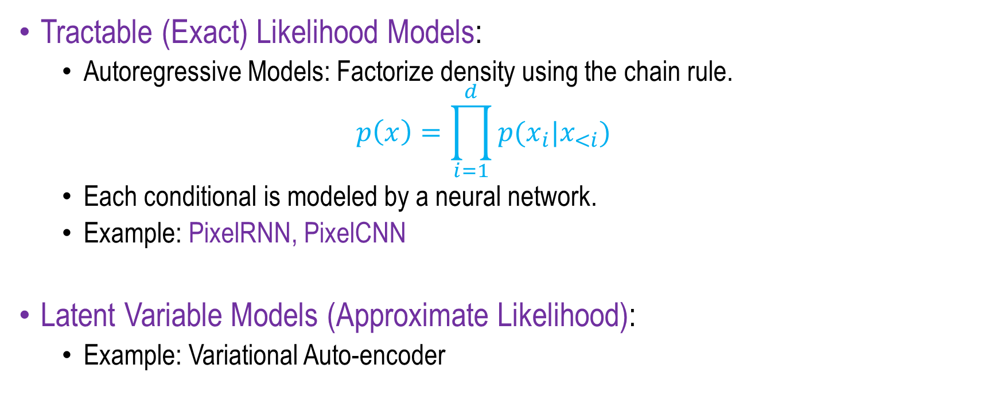 • Tractable (Exact) Likelihood Models:
• Autoregressive Models: Factorize density using the chain rule.
p(x) = ∏_{i=1}^{d} p(x_i|x_{<i})
• Each conditional is modeled by a neural network.
• Example: PixelRNN, PixelCNN
• Latent Variable Models (Approximate Likelihood):
• Example: Variational Auto-encoder